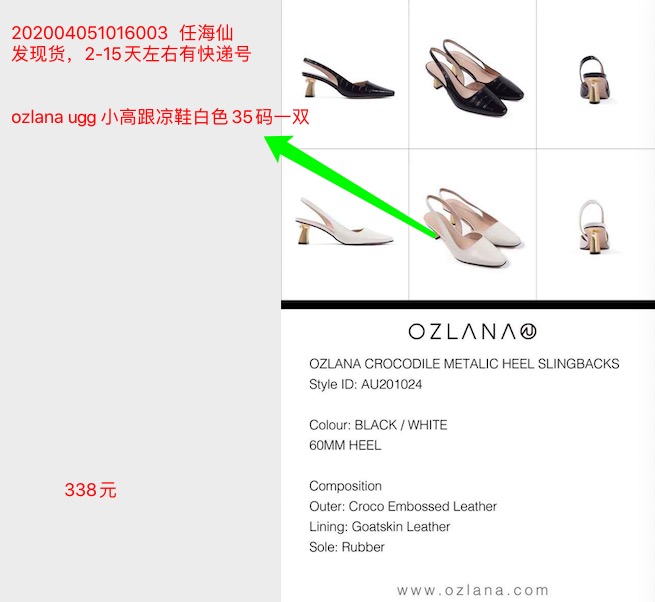 202004051016003 任海仙
发现货，2-15天左右有快递号
ozlana ugg 小高跟凉鞋白色35码一双
338元
OZLANA
OZLANA CROCODILE METALIC HEEL SLINGBACKS
Style ID: AU201024
Colour: BLACK / WHITE
60MM HEEL
Composition
Outer: Croco Embossed Leather
Lining: Goatskin Leather
Sole: Rubber
www.ozlana.com